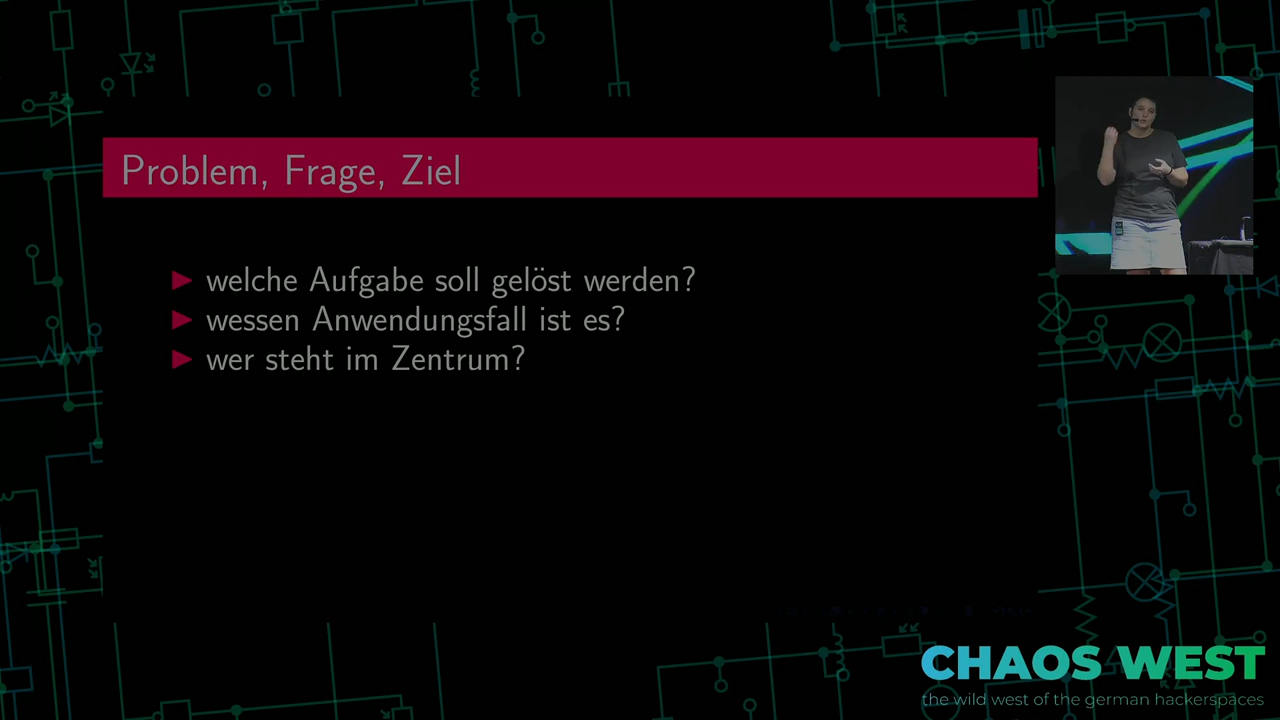 Problem, Frage, Ziel
welche Aufgabe soll gelöst werden?
wessen Anwendungsfall ist es?
wer steht im Zentrum?
CHAOS WEST
the wild west of the german hackerspaces